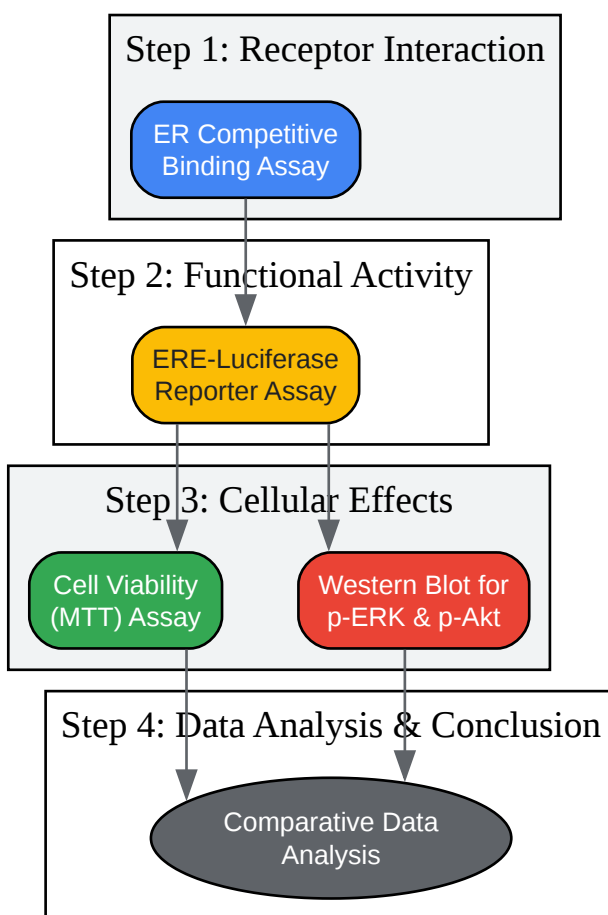 Step 1: Receptor Interaction
ER Competitive
Binding Assay
Step 2: Functional Activity
ERE-Luciferase
Reporter Assay
Step 3: Cellular Effects
Cell Viability
(MTT) Assay
Western Blot for
p-ERK & p-Akt
Step 4: Data Analysis & Conclusion
Comparative Data
Analysis